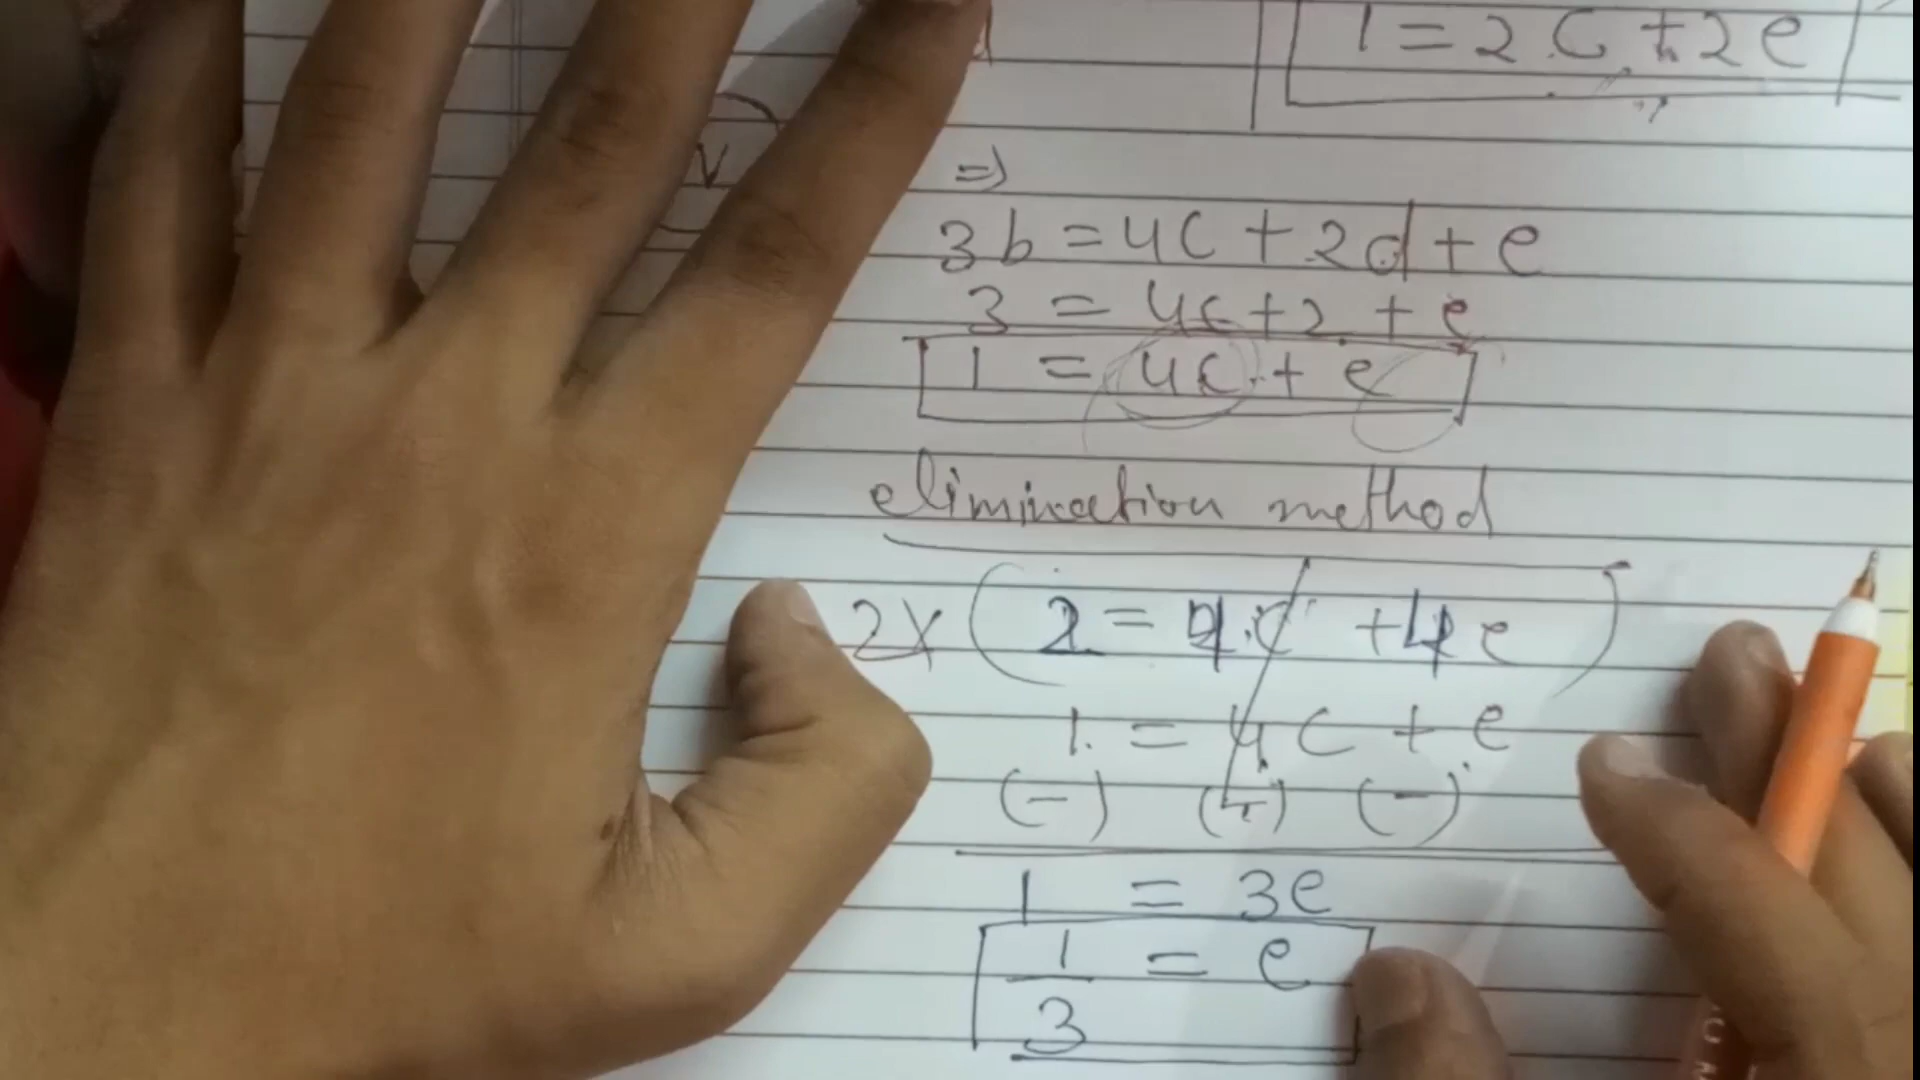 1 = 2c + 2e
=>
3b = 4c + 2d + e
3 = 4c + 2 + e
1 = 4c + e
elimination method
2x ( 2 = 4c + 4e )
1 = 4c + e
(-) (-) (-)
1 = 3e
1/3 = e